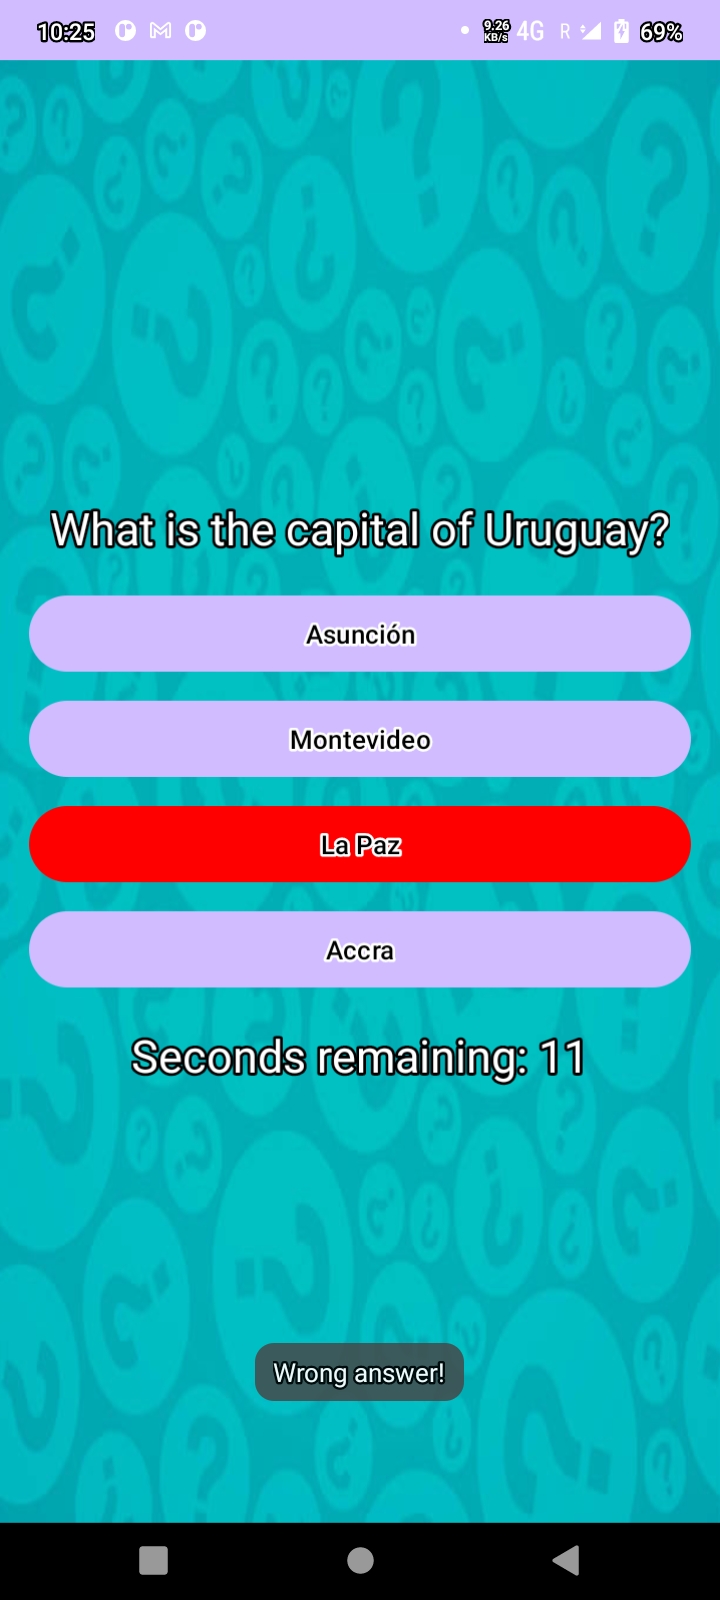 10:25 9.26 KB/s 4G R 69%
What is the capital of Uruguay?
Asunción
Montevideo
La Paz
Accra
Seconds remaining: 11
Wrong answer!